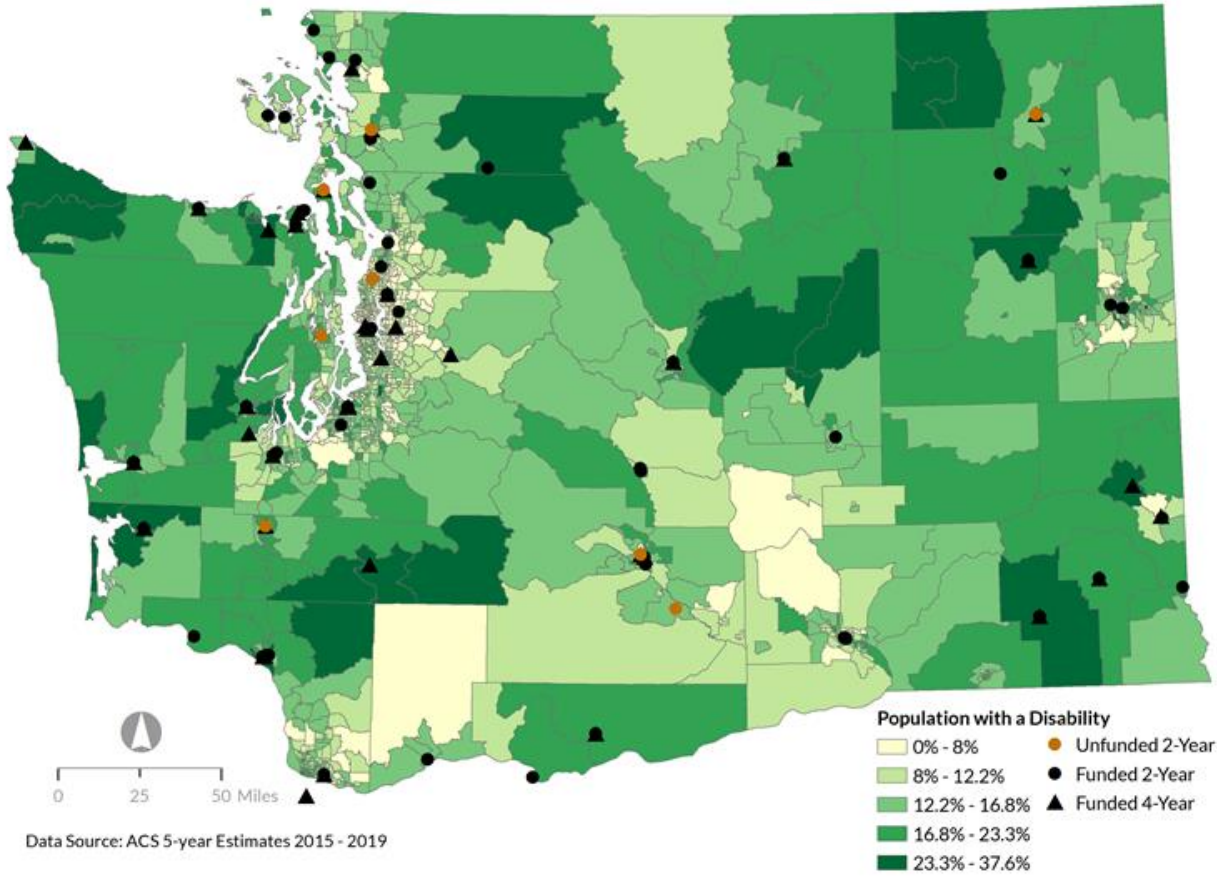 0 25 50 Miles
Data Source: ACS 5-year Estimates 2015 - 2019
Population with a Disability
0% - 8%
8% - 12.2%
12.2% - 16.8%
16.8% - 23.3%
23.3% - 37.6%
Unfunded 2-Year
Funded 2-Year
Funded 4-Year